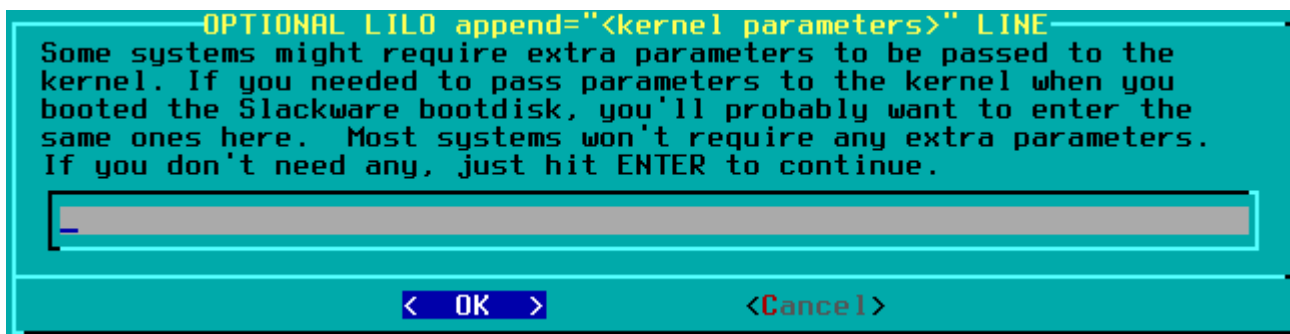 OPTIONAL LILO append="<kernel parameters>" LINE
Some systems might require extra parameters to be passed to the
kernel. If you needed to pass parameters to the kernel when you
booted the Slackware bootdisk, you'll probably want to enter the
same ones here.  Most systems won't require any extra parameters.
If you don't need any, just hit ENTER to continue.
<  OK  > <Cancel>